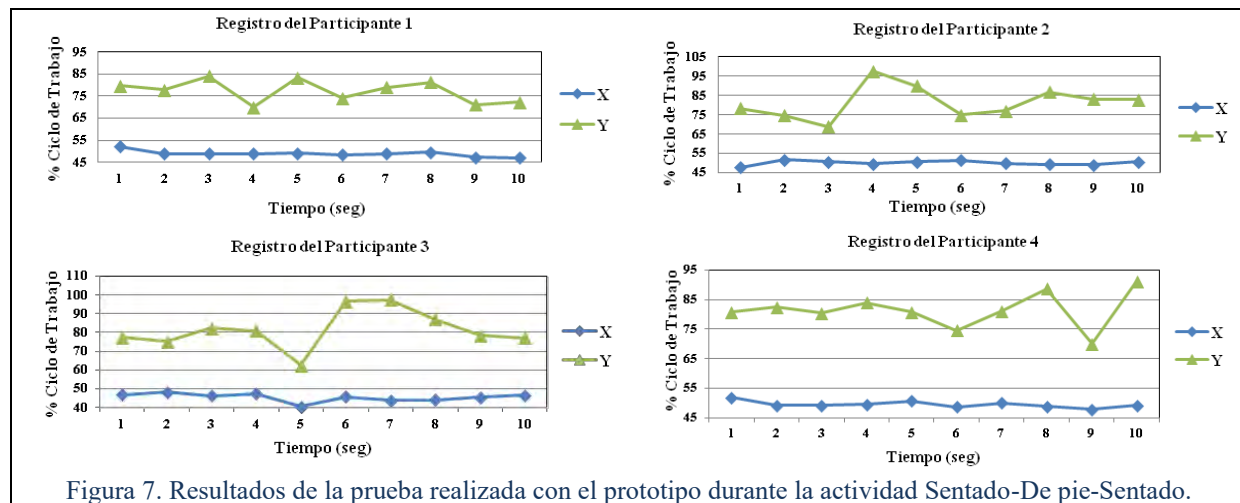 Registro del Participante 1
% Ciclo de Trabajo
95
85
75
65
55
45
1 2 3 4 5 6 7 8 9 10
Tiempo (seg)
X
Y
Registro del Participante 2
% Ciclo de Trabajo
105
95
85
75
65
55
45
1 2 3 4 5 6 7 8 9 10
Tiempo (seg)
X
Y
Registro del Participante 3
% Ciclo de Trabajo
110
100
90
80
70
60
50
40
1 2 3 4 5 6 7 8 9 10
Tiempo (seg)
X
Y
Registro del Participante 4
% Ciclo de Trabajo
95
85
75
65
55
45
1 2 3 4 5 6 7 8 9 10
Tiempo (seg)
X
Y
Figura 7. Resultados de la prueba realizada con el prototipo durante la actividad Sentado-De pie-Sentado.